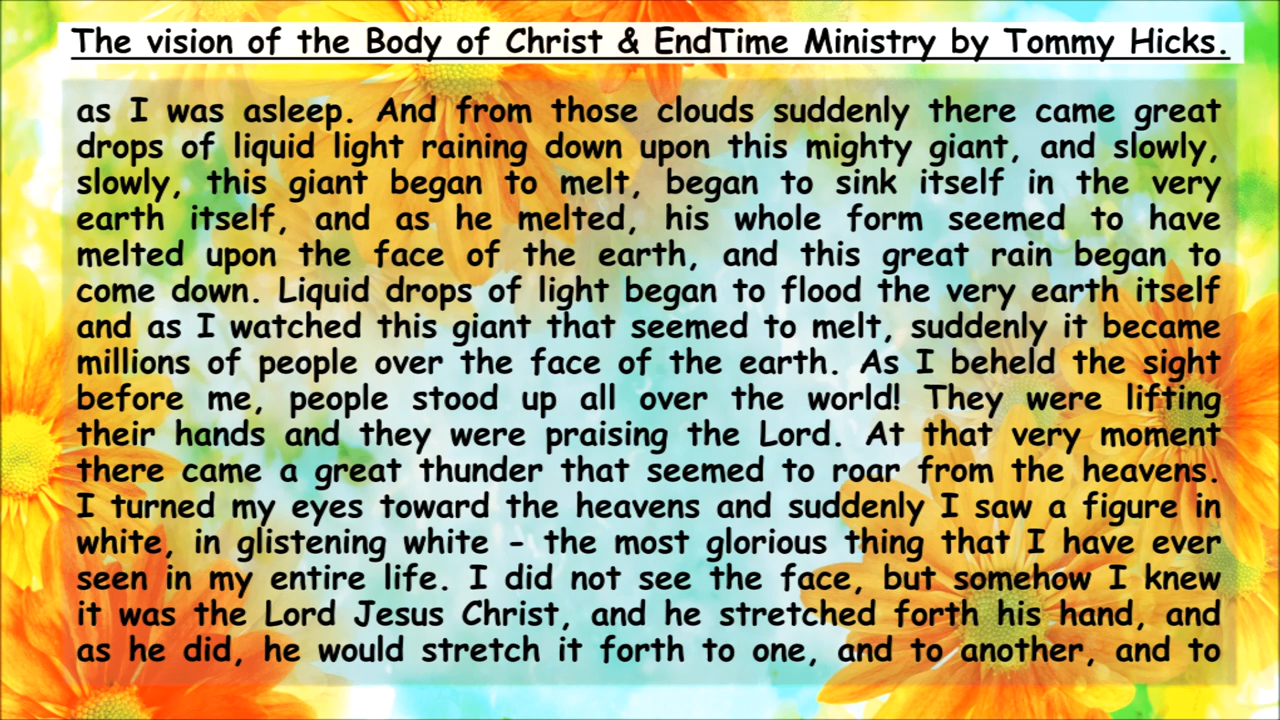 The vision of the Body of Christ & EndTime Ministry by Tommy Hicks.
as I was asleep. And from those clouds suddenly there came great
drops of liquid light raining down upon this mighty giant, and slowly,
slowly, this giant began to melt, began to sink itself in the very
earth itself, and as he melted, his whole form seemed to have
melted upon the face of the earth, and this great rain began to
come down. Liquid drops of light began to flood the very earth itself
and as I watched this giant that seemed to melt, suddenly it became
millions of people over the face of the earth. As I beheld the sight
before me, people stood up all over the world! They were lifting
their hands and they were praising the Lord. At that very moment
there came a great thunder that seemed to roar from the heavens.
I turned my eyes toward the heavens and suddenly I saw a figure in
white, in glistening white - the most glorious thing that I have ever
seen in my entire life. I did not see the face, but somehow I knew
it was the Lord Jesus Christ, and he stretched forth his hand, and
as he did, he would stretch it forth to one, and to another, and to